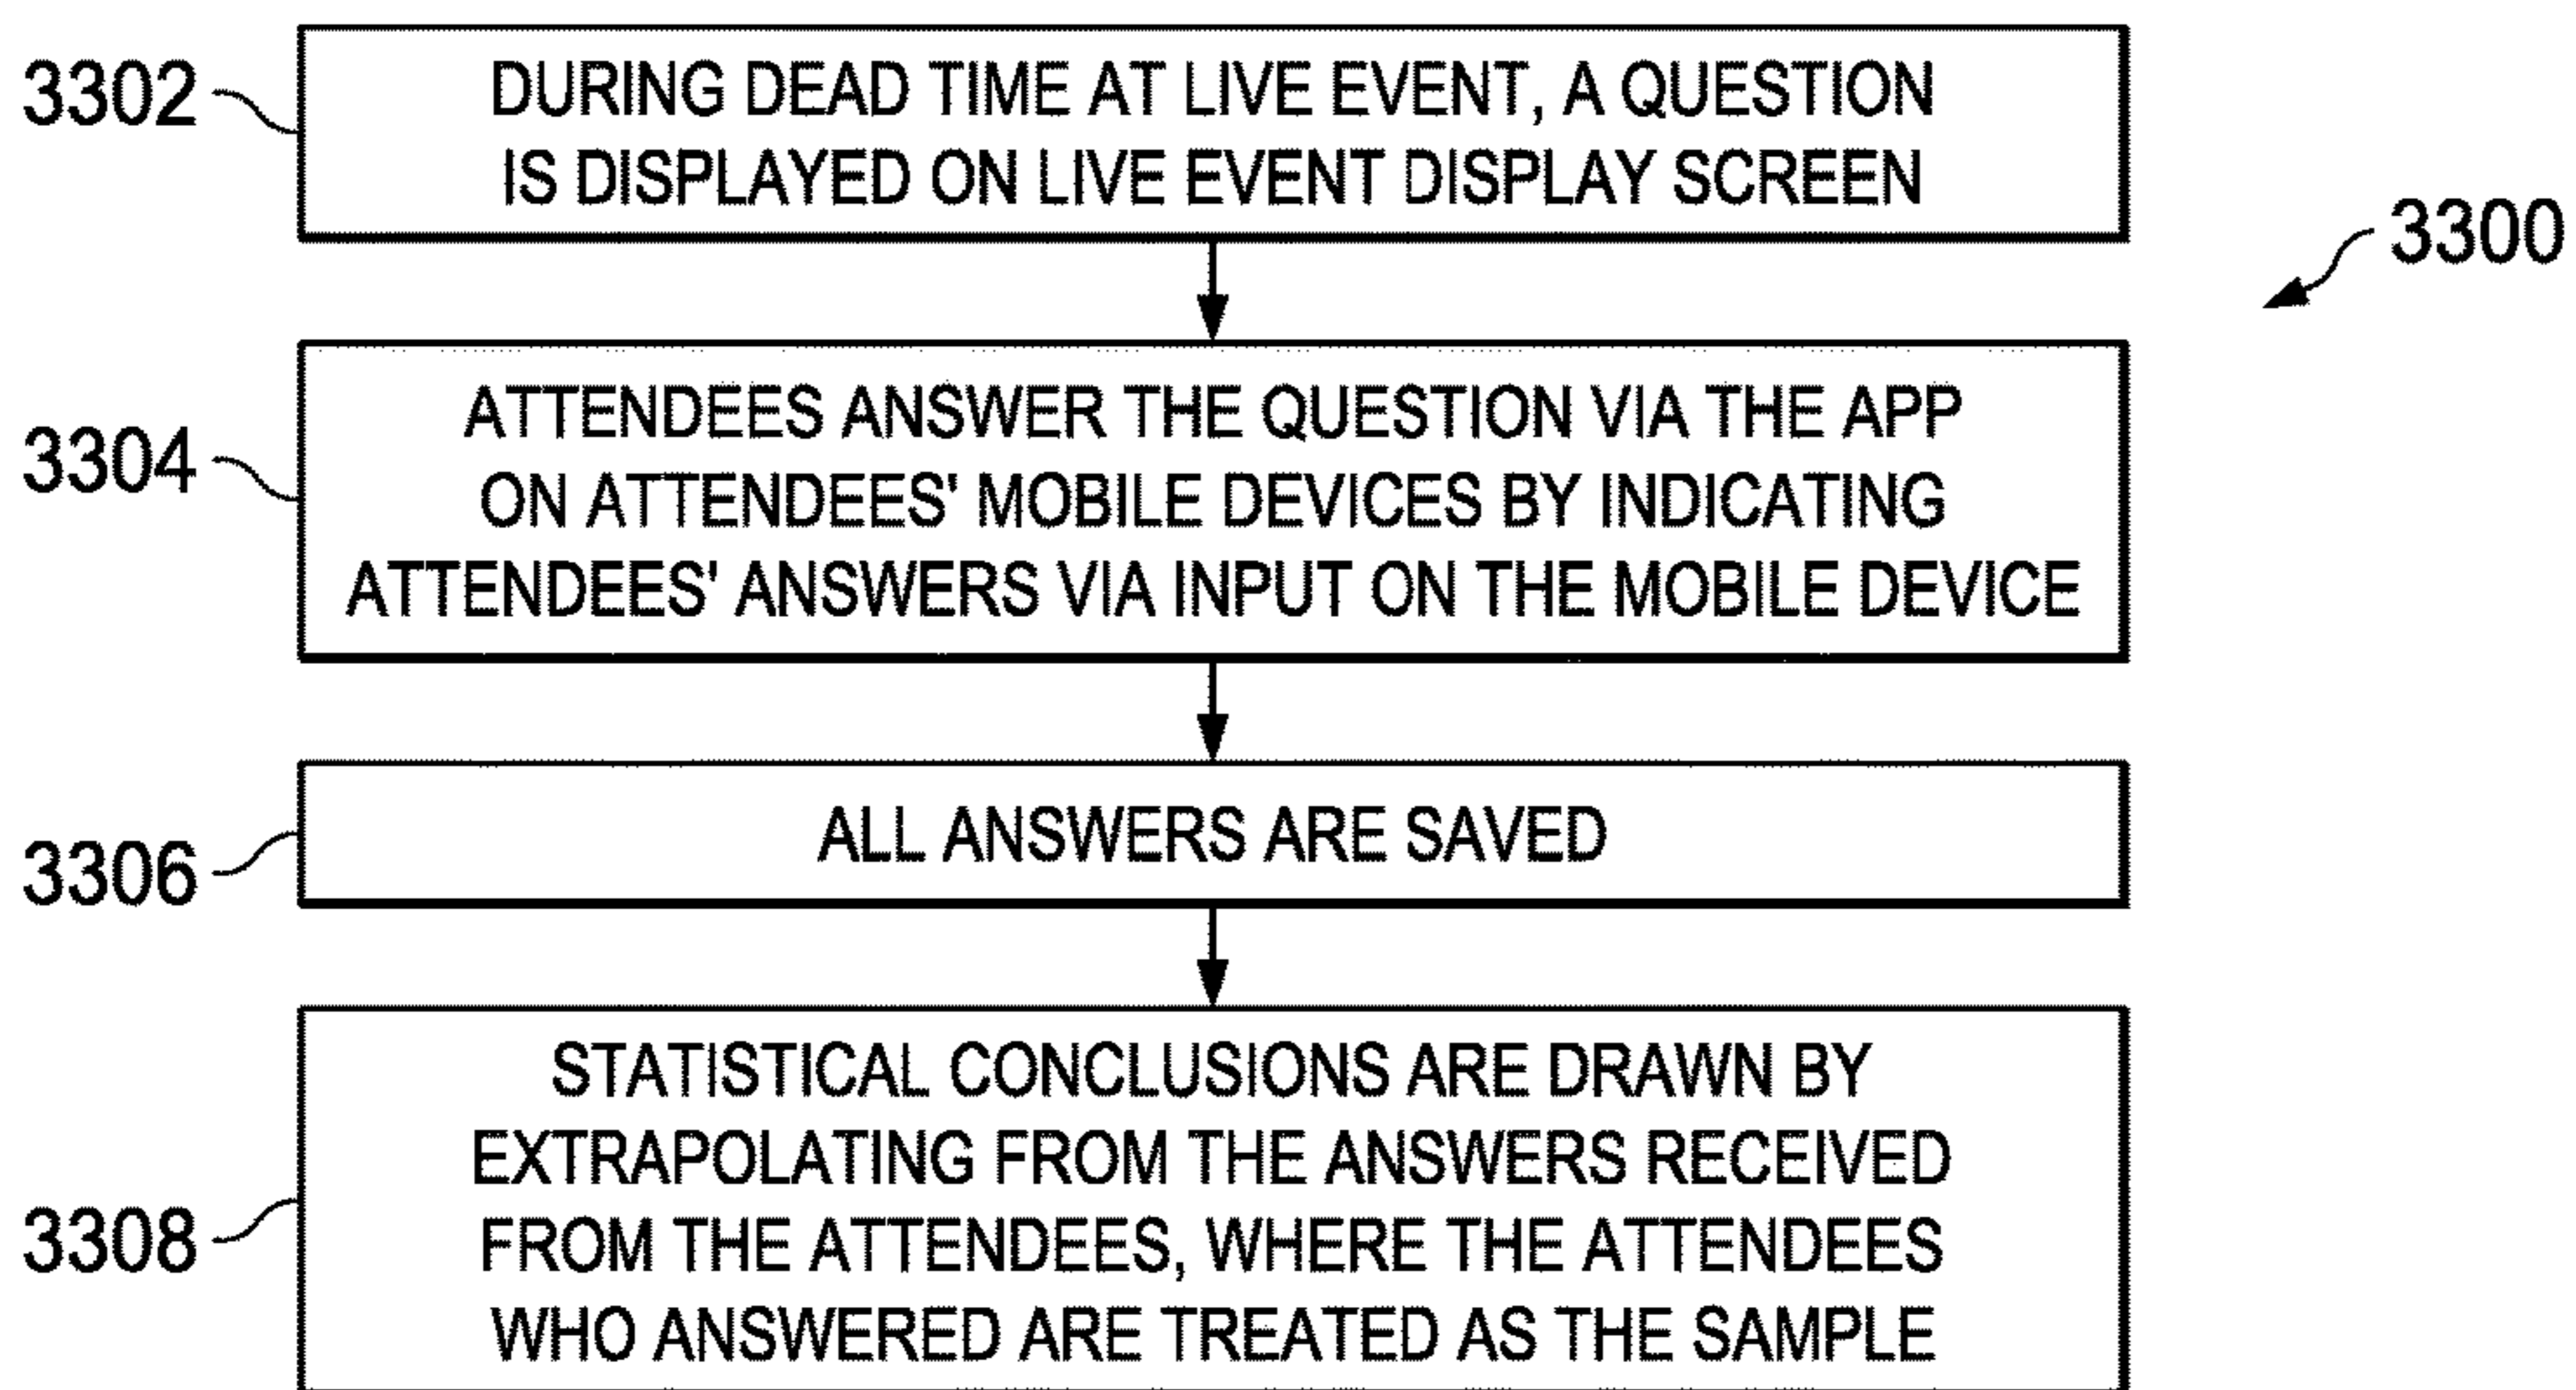 3302
DURING DEAD TIME AT LIVE EVENT, A QUESTION
IS DISPLAYED ON LIVE EVENT DISPLAY SCREEN
3300
3304
ATTENDEES ANSWER THE QUESTION VIA THE APP
ON ATTENDEES' MOBILE DEVICES BY INDICATING
ATTENDEES' ANSWERS VIA INPUT ON THE MOBILE DEVICE
3306
ALL ANSWERS ARE SAVED
3308
STATISTICAL CONCLUSIONS ARE DRAWN BY
EXTRAPOLATING FROM THE ANSWERS RECEIVED
FROM THE ATTENDEES, WHERE THE ATTENDEES
WHO ANSWERED ARE TREATED AS THE SAMPLE